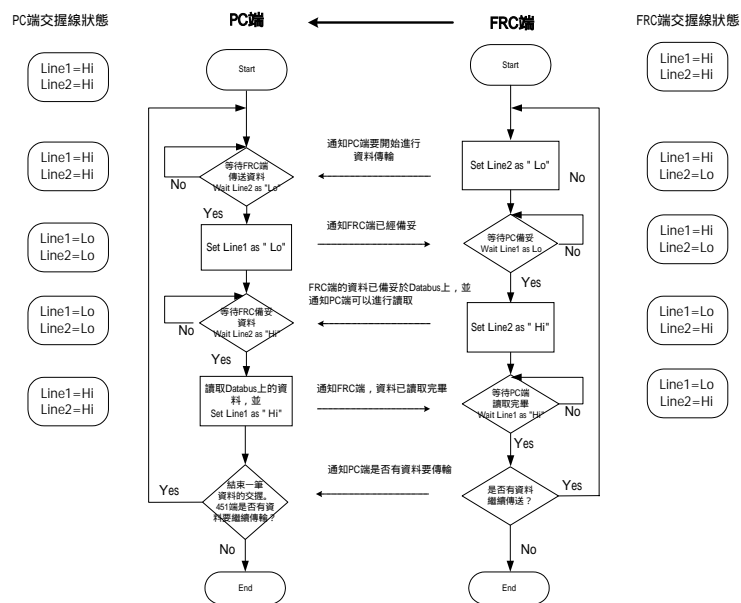 PC端交握線狀態
PC端
FRC端
FRC端交握線狀態
Line1=Hi
Line2=Hi
Start
Start
Line1=Hi
Line2=Hi
Line1=Hi
Line2=Hi
No
等待FRC端
傳送資料
Wait Line2 as "Lo"
Yes
通知PC端要開始進行
資料傳輸
Set Line2 as " Lo"
No
Line1=Hi
Line2=Lo
Line1=Lo
Line2=Lo
Set Line1 as " Lo"
通知FRC端已經備妥
等待PC備妥
Wait Line1 as Lo
No
Yes
Line1=Hi
Line2=Lo
Line1=Lo
Line2=Lo
No
等待FRC備妥
資料
Wait Line2 as "Hi"
Yes
FRC端的資料已備妥於Databus上，並
通知PC端可以進行讀取
Set Line2 as " Hi"
Line1=Lo
Line2=Hi
Line1=Hi
Line2=Hi
讀取Databus上的資
料，並
Set Line1 as " Hi"
通知FRC端，資料已讀取完畢
等待PC端
讀取完畢
Wait Line1 as "Hi"
No
Yes
Line1=Lo
Line2=Hi
Yes
結束一筆
資料的交握。
451端是否有資
料要繼續傳輸？
No
通知PC端是否有資料要傳輸
是否有資料
繼續傳送？
Yes
No
End
End